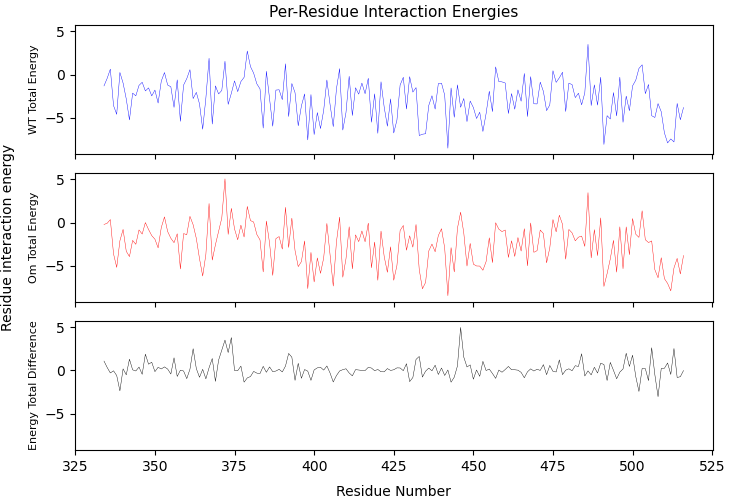 Per-Residue Interaction Energies
Residue interaction energy
WT Total Energy
5
0
−5
Om Total Energy
5
0
−5
Energy Total Difference
5
0
−5
325 350 375 400 425 450 475 500 525
Residue Number